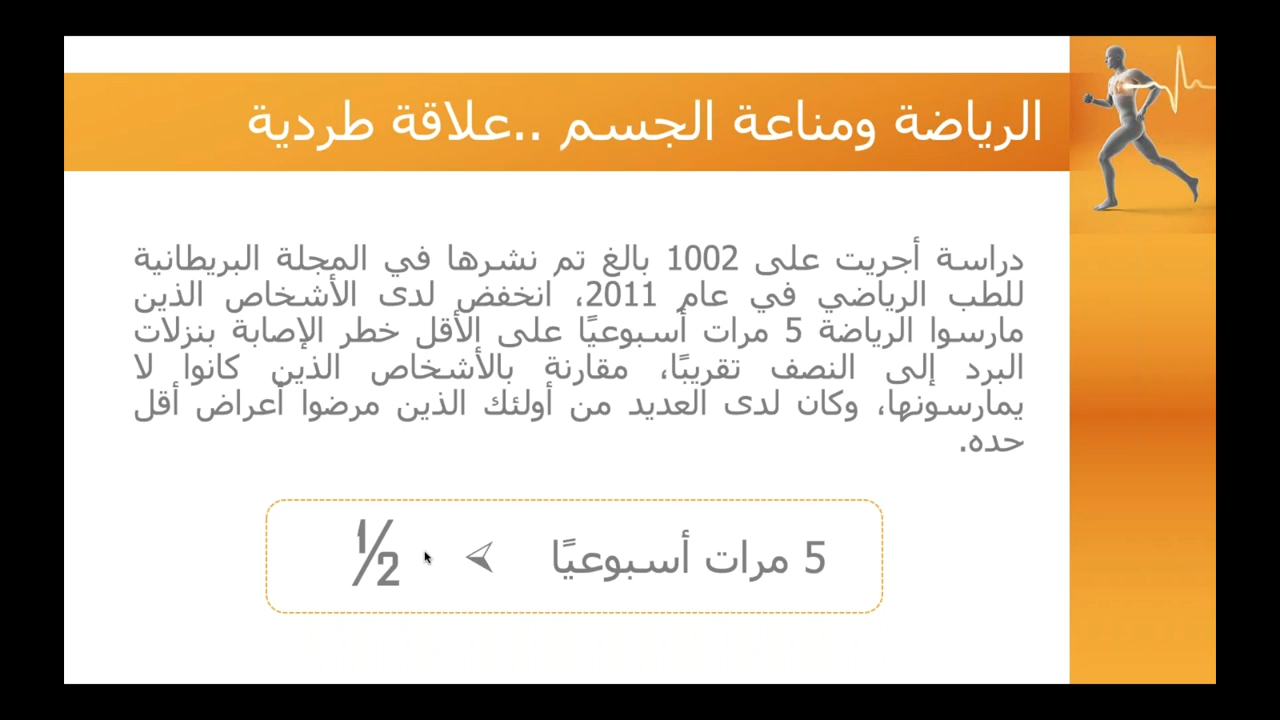 الرياضة ومناعة الجسم ..علاقة طردية
دراسة أجريت على 1002 بالغ تم نشرها في المجلة البريطانية
للطب الرياضي في عام 2011، انخفض لدى الأشخاص الذين
مارسوا الرياضة 5 مرات أسبوعيًا على الأقل خطر الإصابة بنزلات
البرد إلى النصف تقريبًا، مقارنة بالأشخاص الذين كانوا لا
يمارسونها، وكان لدى العديد من أولئك الذين مرضوا أعراض أقل
حده.
5 مرات أسبوعيًا ⮘ ½